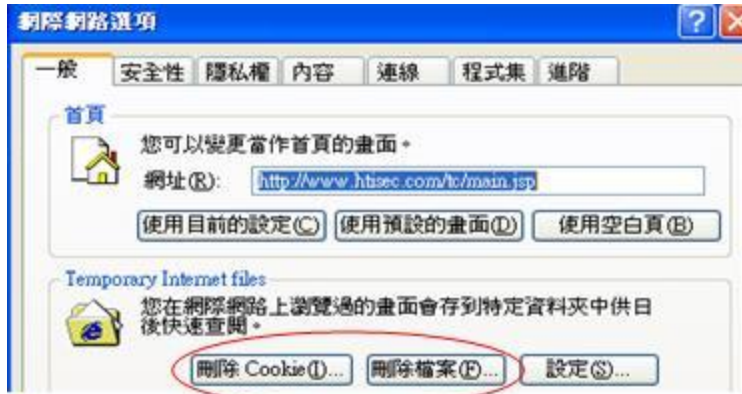 網際網路選項
一般 安全性 隱私權 內容 連線 程式集 進階
首頁
您可以變更當作首頁的畫面。
網址(R): http://www.htisec.com/tc/main.jsp
使用目前的設定(C) 使用預設的畫面(D) 使用空白頁(B)
Temporary Internet files
您在網際網路上瀏覽過的畫面會存到特定資料夾中供日
後快速查閱。
刪除 Cookie(I)... 刪除檔案(F)... 設定(S)...